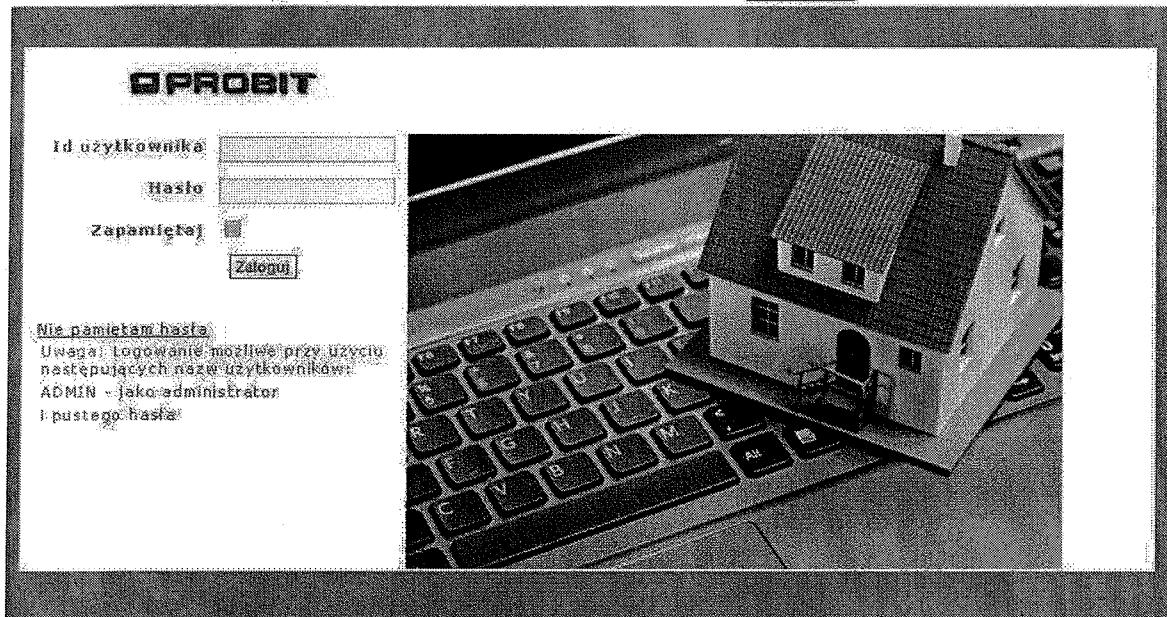 PROBIT
Id użytkownika
Hasło
Zapamiętaj
Zaloguj
Nie pamiętam hasła
Uwaga! Logowanie możliwe przy użyciu
następujących nazw użytkowników:
ADMIN - jako administrator
i pustego hasła
Alt
R T Y U
F G H J K
C V B N M